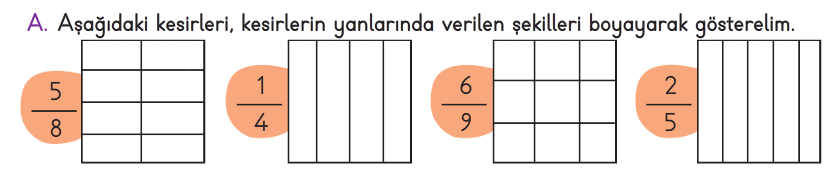 A. Aşağıdaki kesirleri, kesirlerin yanlarında verilen şekilleri boyayarak gösterelim.
5/8 1/4 6/9 2/5